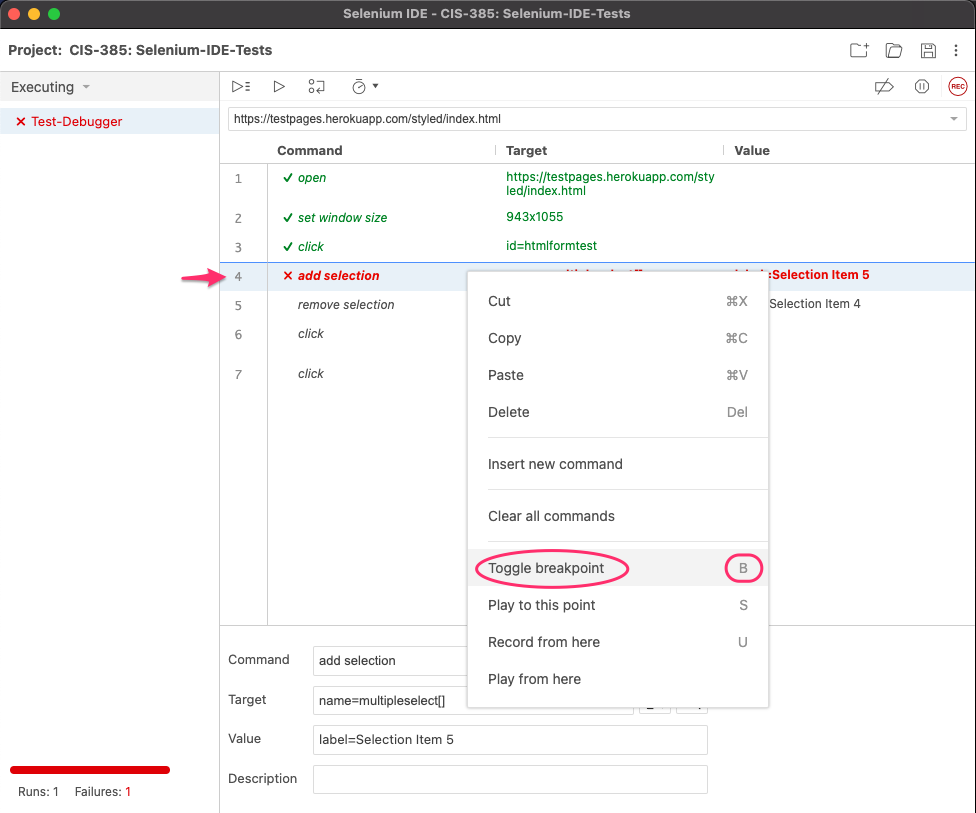 Selenium IDE - CIS-385: Selenium-IDE-Tests
Project: CIS-385: Selenium-IDE-Tests
Executing
REC
Test-Debugger
https://testpages.herokuapp.com/styled/index.html
Command Target Value
1 open https://testpages.herokuapp.com/sty
led/index.html
2 set window size 943x1055
3 click id=htmlformtest
4 add selection :Selection Item 5
5 remove selection Selection Item 4
6 click
7 click
Cut ⌘X
Copy ⌘C
Paste ⌘V
Delete Del
Insert new command
Clear all commands
Toggle breakpoint B
Play to this point S
Record from here U
Play from here
Command add selection
Target name=multipleselect[]
Value label=Selection Item 5
Description
Runs: 1 Failures: 1